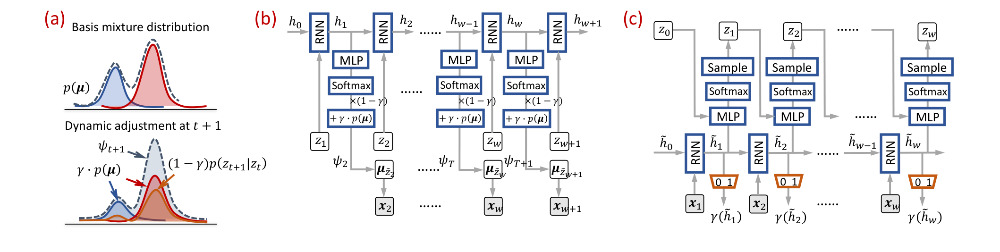 (a)
Basis mixture distribution
p(μ)
Dynamic adjustment at t + 1
ψ_{t+1}
γ · p(μ)
(1 − γ)p(z_{t+1}|z_t)
(b)
h_0 RNN h_1 RNN h_2 ...... h_{w−1} RNN h_w RNN h_{w+1}
MLP MLP MLP
Softmax ...... Softmax Softmax
×(1 − γ) ×(1 − γ) ×(1 − γ)
+ γ · p(μ) + γ · p(μ) + γ · p(μ)
z_1 z_2 z_w z_{w+1}
ψ_2 μ_{z̃_2} ...... ψ_T μ_{z̃_w} ψ_{T+1} μ_{z̃_{w+1}}
x_2 ...... x_w x_{w+1}
(c)
z_0 z_1 z_2 ...... z_w
Sample Sample Sample
Softmax Softmax Softmax
MLP MLP ...... MLP
h̃_0 RNN h̃_1 RNN h̃_2 ...... h̃_{w−1} RNN h̃_w
0 1 0 1 0 1
x_1 x_2 ...... x_w
γ(h̃_1) γ(h̃_2) γ(h̃_w)